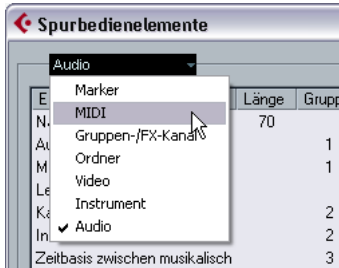 Spurbedienelemente
Audio
Länge Grupp
Marker
MIDI 70
Gruppen-/FX-Kanal
1
Ordner 1
Video
Instrument 2
Audio 2
Zeitbasis zwischen musikalisch 3